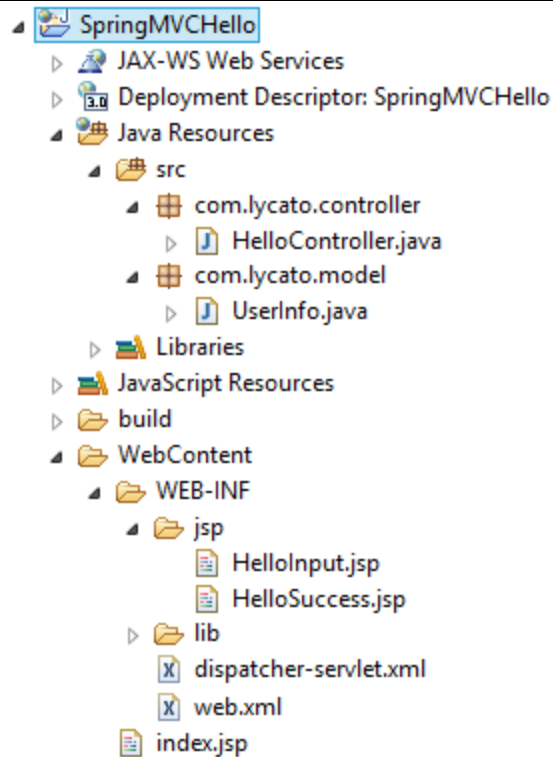 SpringMVCHello
JAX-WS Web Services
3.0 Deployment Descriptor: SpringMVCHello
Java Resources
src
com.lycato.controller
J HelloController.java
com.lycato.model
J UserInfo.java
Libraries
JavaScript Resources
build
WebContent
WEB-INF
jsp
HelloInput.jsp
HelloSuccess.jsp
lib
X dispatcher-servlet.xml
X web.xml
index.jsp